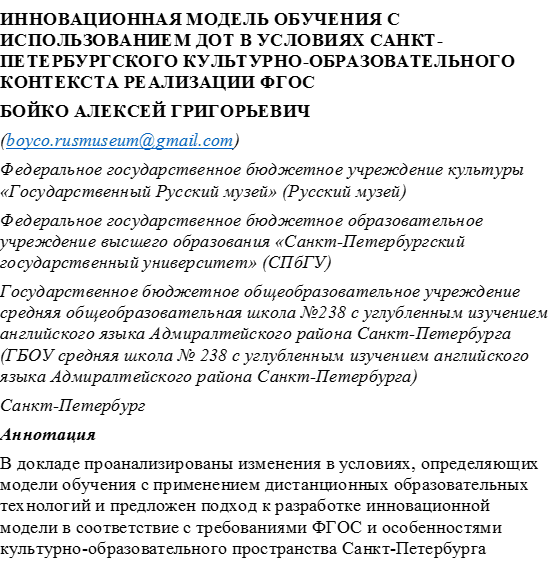 ИННОВАЦИОННАЯ МОДЕЛЬ ОБУЧЕНИЯ С
ИСПОЛЬЗОВАНИЕМ ДОТ В УСЛОВИЯХ САНКТ-
ПЕТЕРБУРГСКОГО КУЛЬТУРНО-ОБРАЗОВАТЕЛЬНОГО
КОНТЕКСТА РЕАЛИЗАЦИИ ФГОС
БОЙКО АЛЕКСЕЙ ГРИГОРЬЕВИЧ
(boyco.rusmuseum@gmail.com)
Федеральное государственное бюджетное учреждение культуры
«Государственный Русский музей» (Русский музей)
Федеральное государственное бюджетное образовательное
учреждение высшего образования «Санкт-Петербургский
государственный университет» (СПбГУ)
Государственное бюджетное общеобразовательное учреждение
средняя общеобразовательная школа №238 с углубленным изучением
английского языка Адмиралтейского района Санкт-Петербурга
(ГБОУ средняя школа № 238 с углубленным изучением английского
языка Адмиралтейского района Санкт-Петербурга)
Санкт-Петербург
Аннотация
В докладе проанализированы изменения в условиях, определяющих
модели обучения с применением дистанционных образовательных
технологий и предложен подход к разработке инновационной
модели в соответствие с требованиями ФГОС и особенностями
культурно-образовательного пространства Санкт-Петербурга